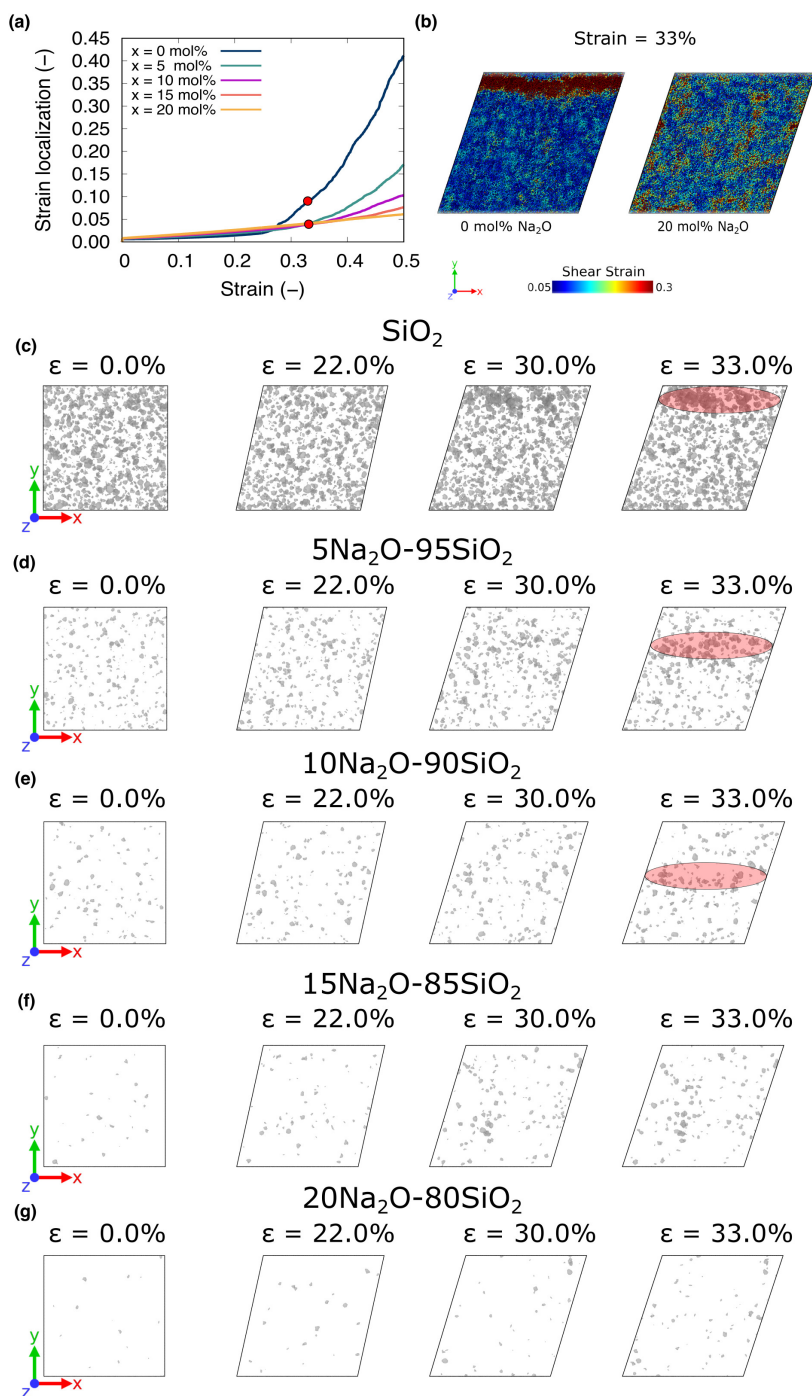 (a)
0.45
0.40
0.35
0.30
0.25
0.20
0.15
0.10
0.05
0.00
Strain localization (–)
x = 0 mol%
x = 5 mol%
x = 10 mol%
x = 15 mol%
x = 20 mol%
0 0.1 0.2 0.3 0.4 0.5
Strain (–)
(b)
Strain = 33%
0 mol% Na₂O 20 mol% Na₂O
y
z x
Shear Strain
0.05 0.3
SiO₂
(c)
ε = 0.0% ε = 22.0% ε = 30.0% ε = 33.0%
y
z x
5Na₂O-95SiO₂
(d)
ε = 0.0% ε = 22.0% ε = 30.0% ε = 33.0%
y
z x
10Na₂O-90SiO₂
(e)
ε = 0.0% ε = 22.0% ε = 30.0% ε = 33.0%
y
z x
15Na₂O-85SiO₂
(f)
ε = 0.0% ε = 22.0% ε = 30.0% ε = 33.0%
y
z x
20Na₂O-80SiO₂
(g)
ε = 0.0% ε = 22.0% ε = 30.0% ε = 33.0%
y
z x